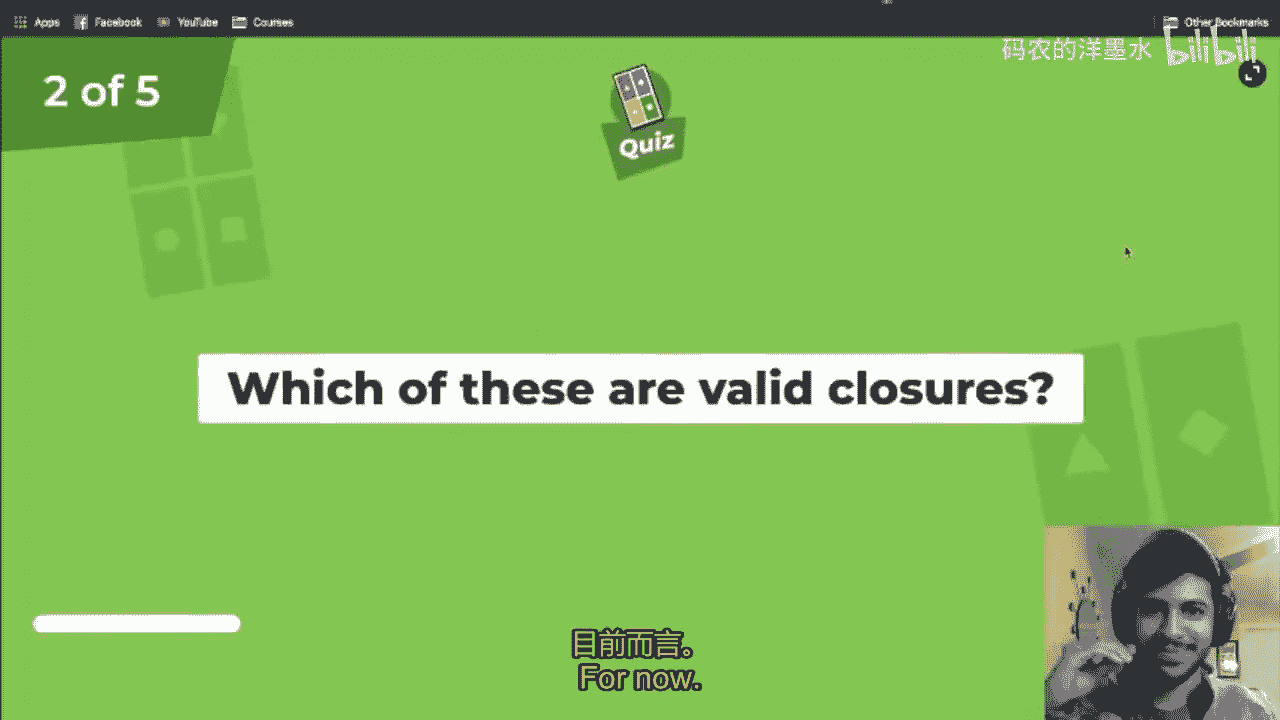 Apps Facebook YouTube Courses Other Bookmarks
码农的洋墨水 bilibili
2 of 5
Quiz
Which of these are valid closures?
目前而言。
For now.